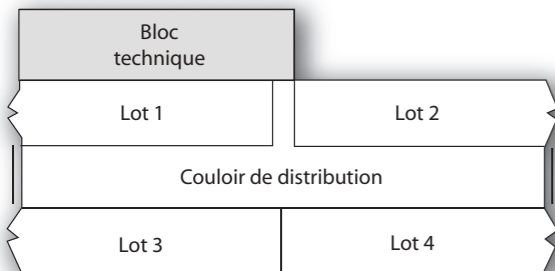 Bloc
technique
Lot 1
Lot 2
Couloir de distribution
Lot 3
Lot 4